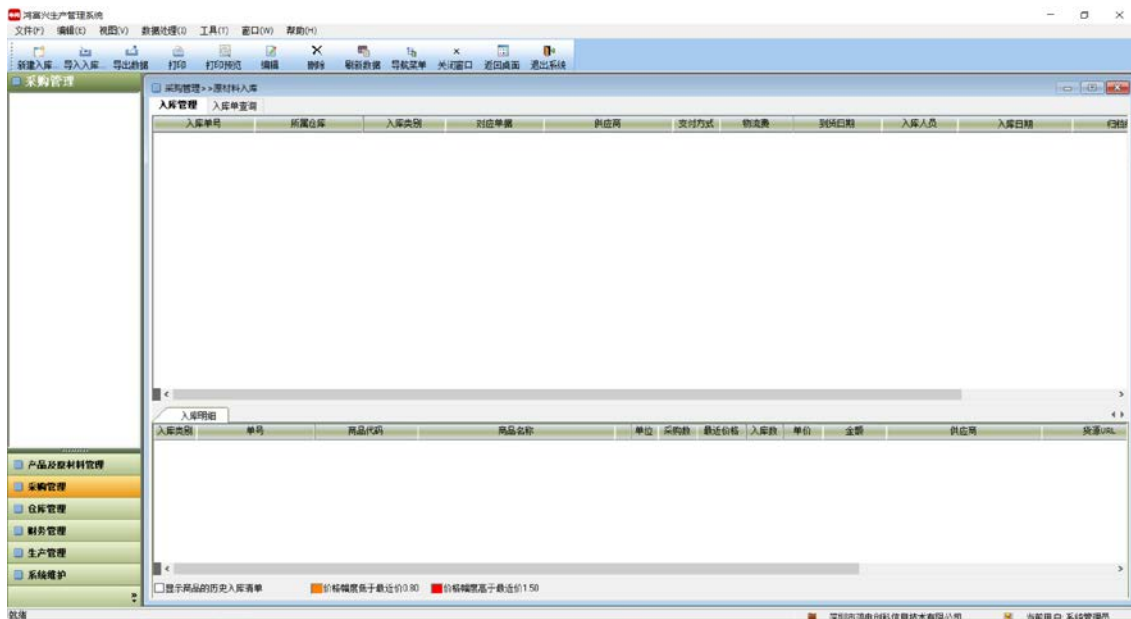 鸿富兴生产管理系统
文件(F) 编辑(E) 视图(V) 数据处理(I) 工具(T) 窗口(W) 帮助(H)
新建入库... 导入入库... 导出数据 打印 打印预览 编辑 删除 刷新数据 导航菜单 关闭窗口 返回桌面 退出系统
采购管理
采购管理>>原材料入库
入库管理 入库单查询
入库单号 所属仓库 入库类别 对应单据 供应商 支付方式 物流费 到货日期 入库人员 入库日期 归档
入库明细
入库类别 单号 商品代码 商品名称 单位 采购数 最近价格 入库数 单价 金额 供应商 货源URL
产品及原材料管理
采购管理
仓库管理
财务管理
生产管理
系统维护
显示商品的历史入库清单 价格幅度低于最近价0.80 价格幅度高于最近价1.50
就绪 当前用户:系统管理员